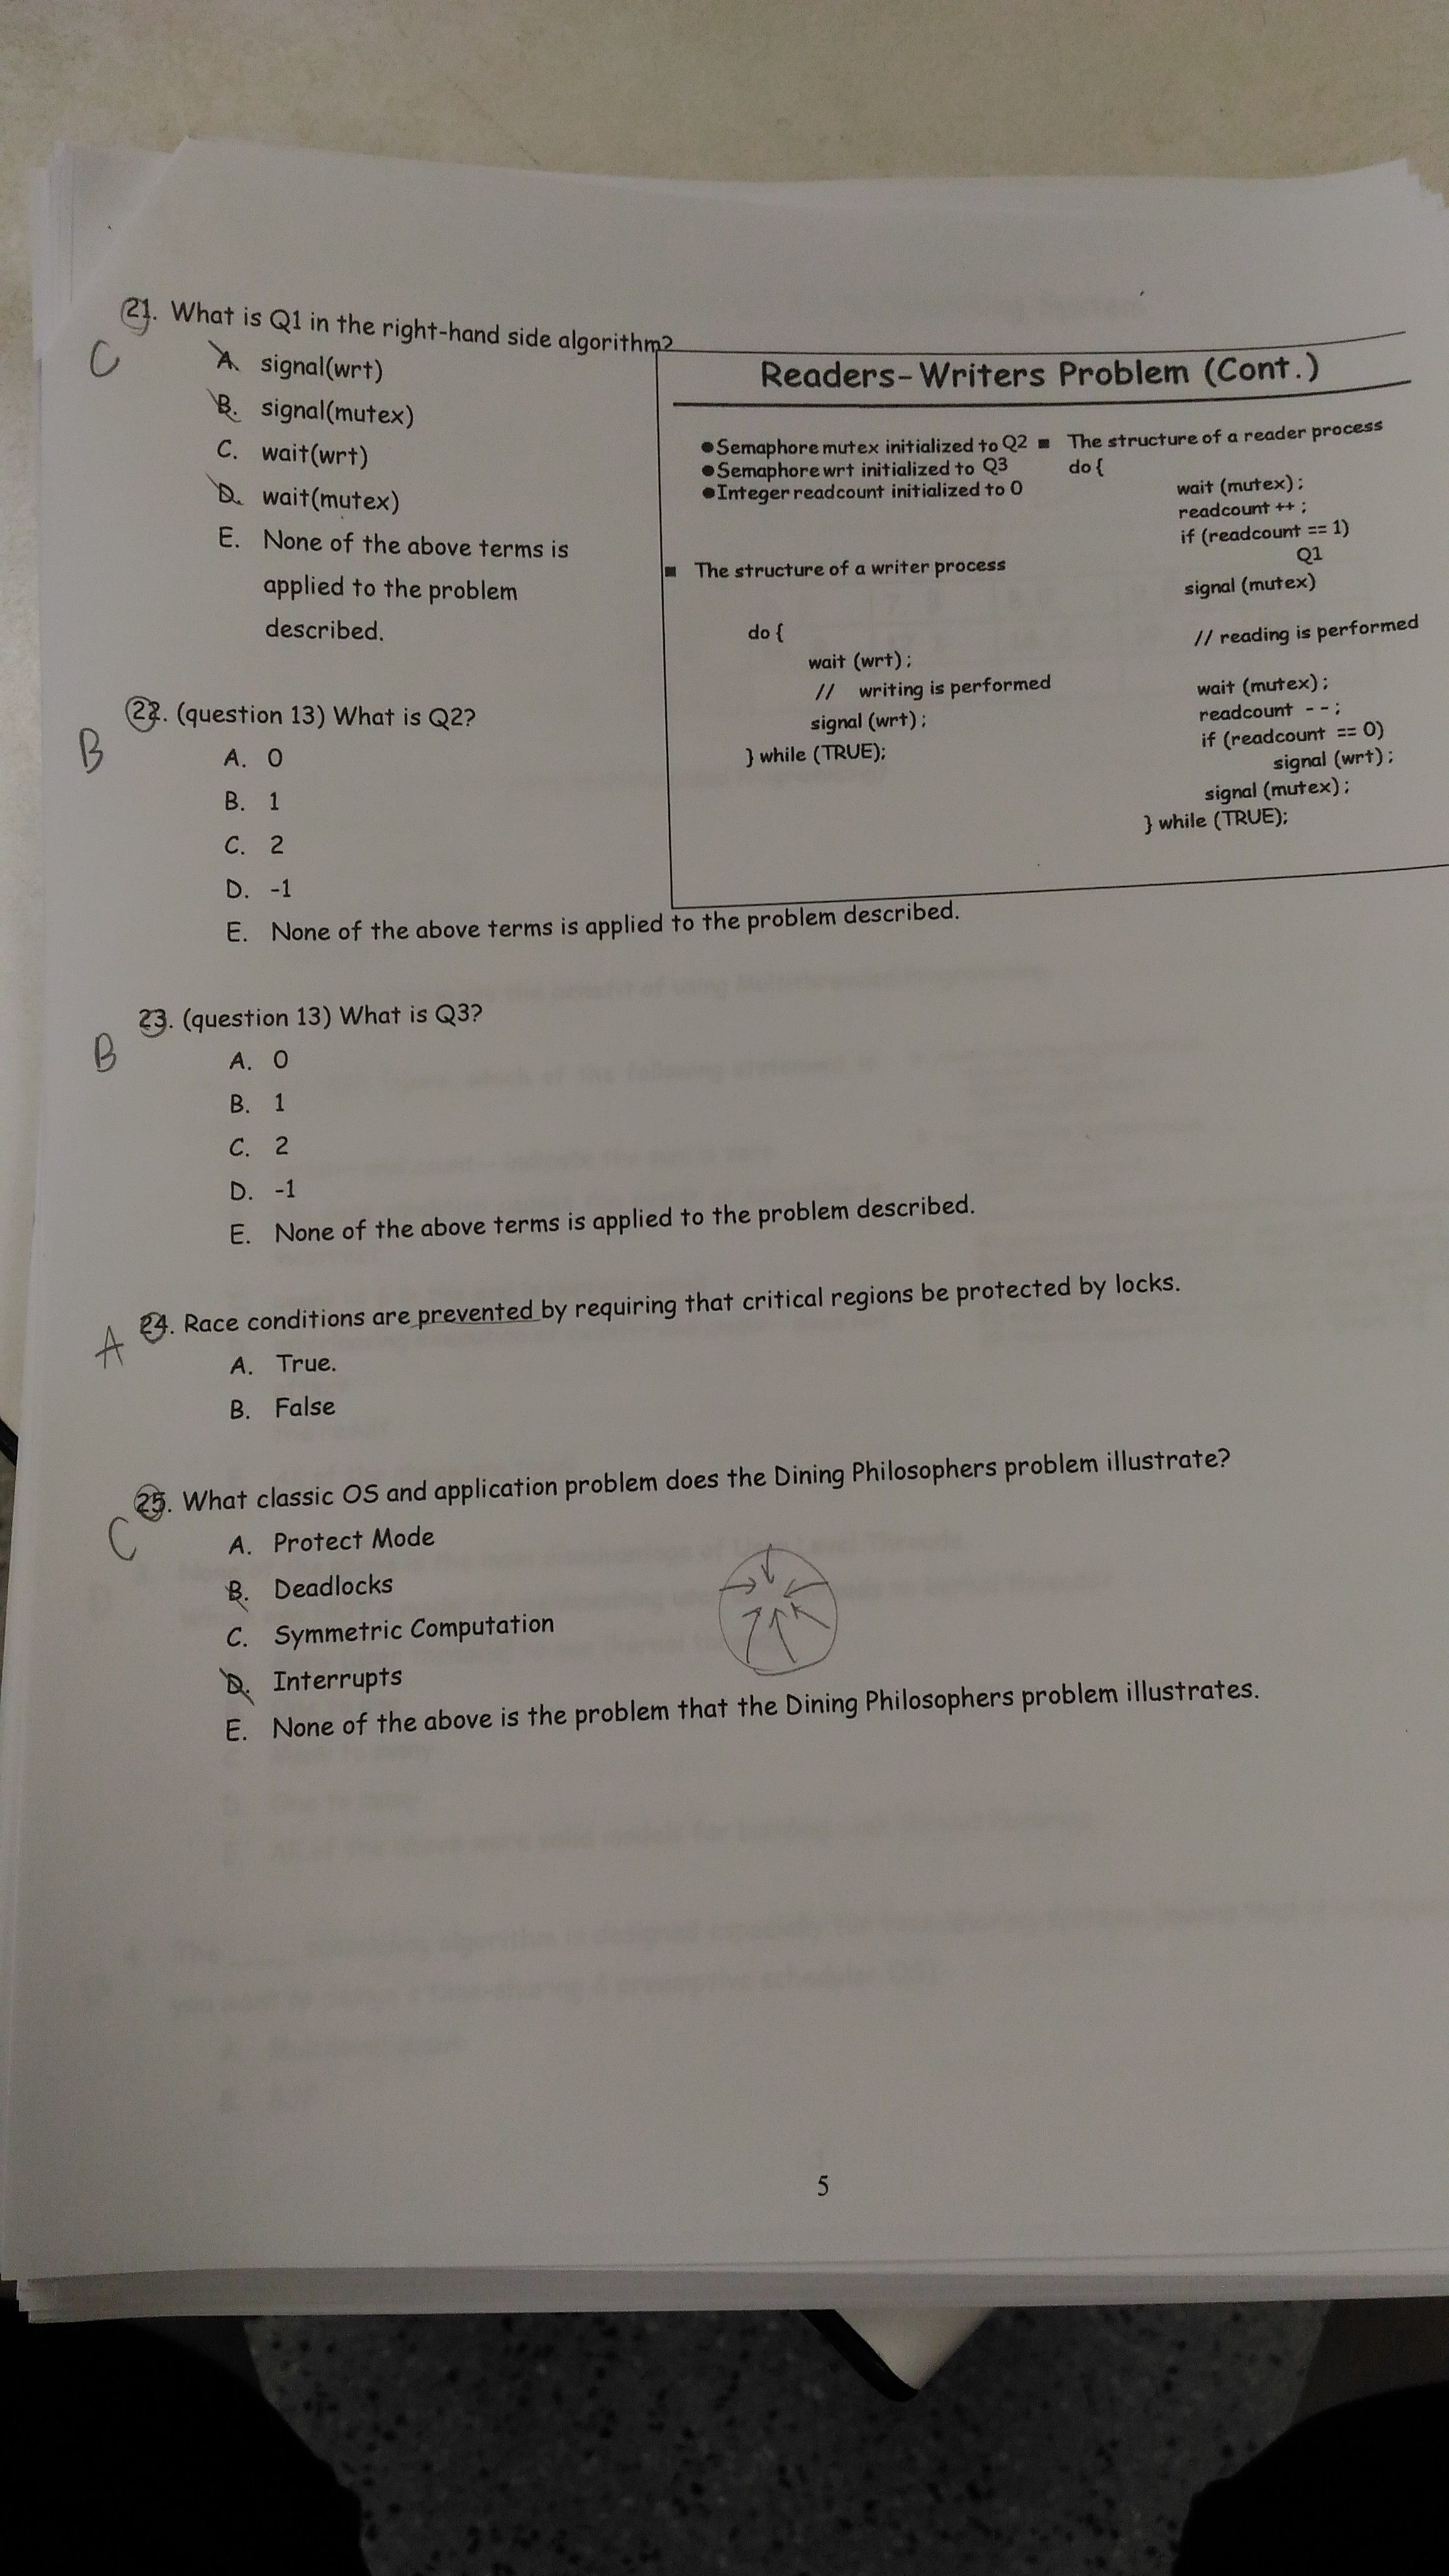 21. What is Q1 in the right-hand side algorithm?
C
A. signal(wrt)
B. signal(mutex)
C. wait(wrt)
D. wait(mutex)
E. None of the above terms is
applied to the problem
described.
Readers-Writers Problem (Cont.)
●Semaphore mutex initialized to Q2
●Semaphore wrt initialized to Q3
●Integer readcount initialized to 0
■ The structure of a writer process
do {
wait (wrt) ;
// writing is performed
signal (wrt) ;
} while (TRUE);
■ The structure of a reader process
do {
wait (mutex) ;
readcount ++ ;
if (readcount == 1)
Q1
signal (mutex)
// reading is performed
wait (mutex) ;
readcount - - ;
if (readcount == 0)
signal (wrt) ;
signal (mutex) ;
} while (TRUE);
22. (question 13) What is Q2?
B
A. 0
B. 1
C. 2
D. -1
E. None of the above terms is applied to the problem described.
23. (question 13) What is Q3?
B
A. 0
B. 1
C. 2
D. -1
E. None of the above terms is applied to the problem described.
24. Race conditions are prevented by requiring that critical regions be protected by locks.
A
A. True.
B. False
25. What classic OS and application problem does the Dining Philosophers problem illustrate?
C
A. Protect Mode
B. Deadlocks
C. Symmetric Computation
D. Interrupts
E. None of the above is the problem that the Dining Philosophers problem illustrates.
5